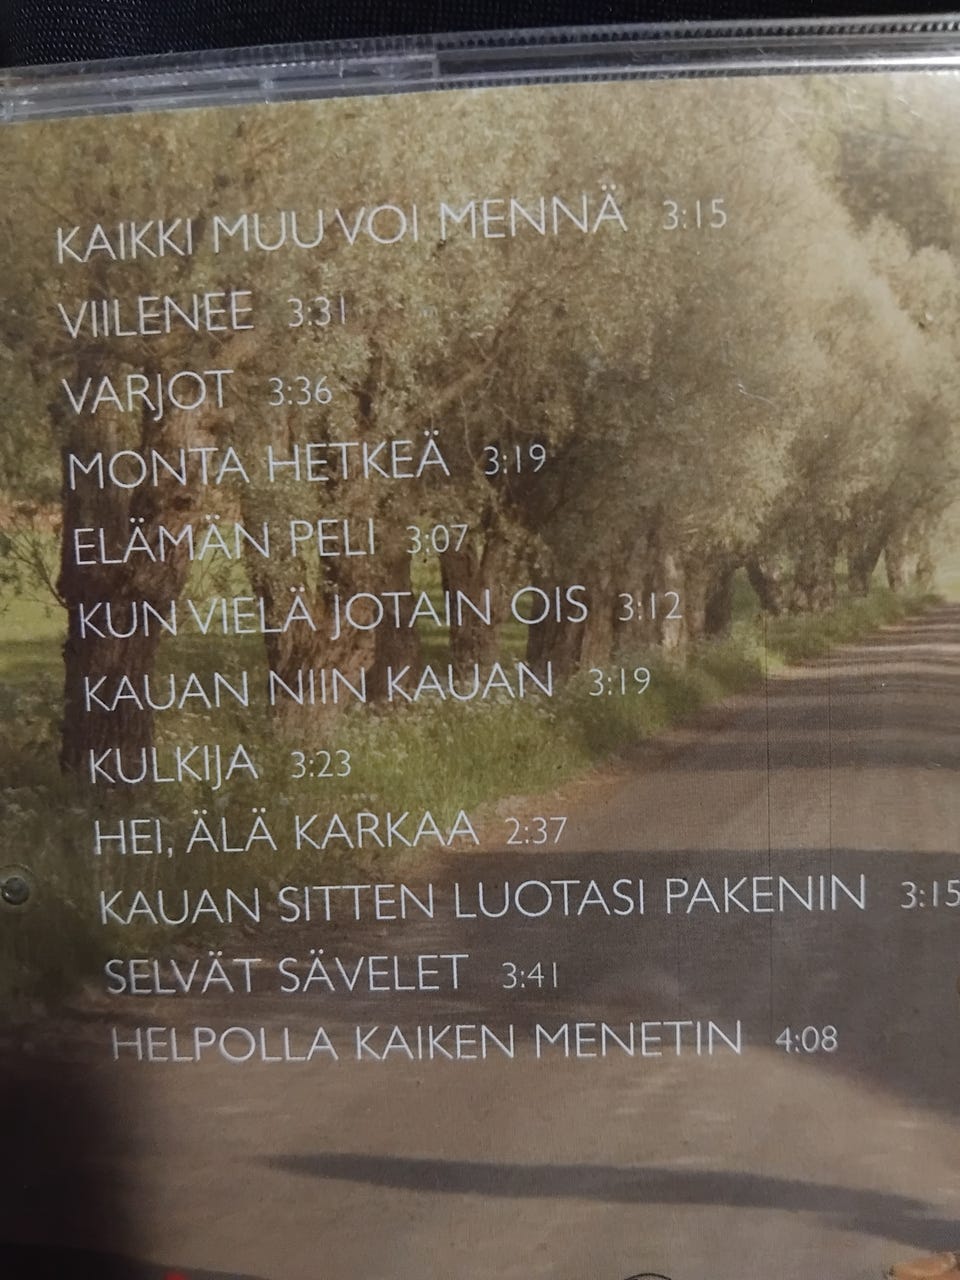 KAIKKI MUU VOI MENNÄ 3:15
VIILENEE 3:31
VARJOT 3:36
MONTA HETKEÄ 3:19
ELÄMÄN PELI 3:07
KUN VIELÄ JOTAIN OIS 3:12
KAUAN NIIN KAUAN 3:19
KULKIJA 3:23
HEI, ÄLÄ KARKAA 2:37
KAUAN SITTEN LUOTASI PAKENIN 3:15
SELVÄT SÄVELET 3:41
HELPOLLA KAIKEN MENETIN 4:08